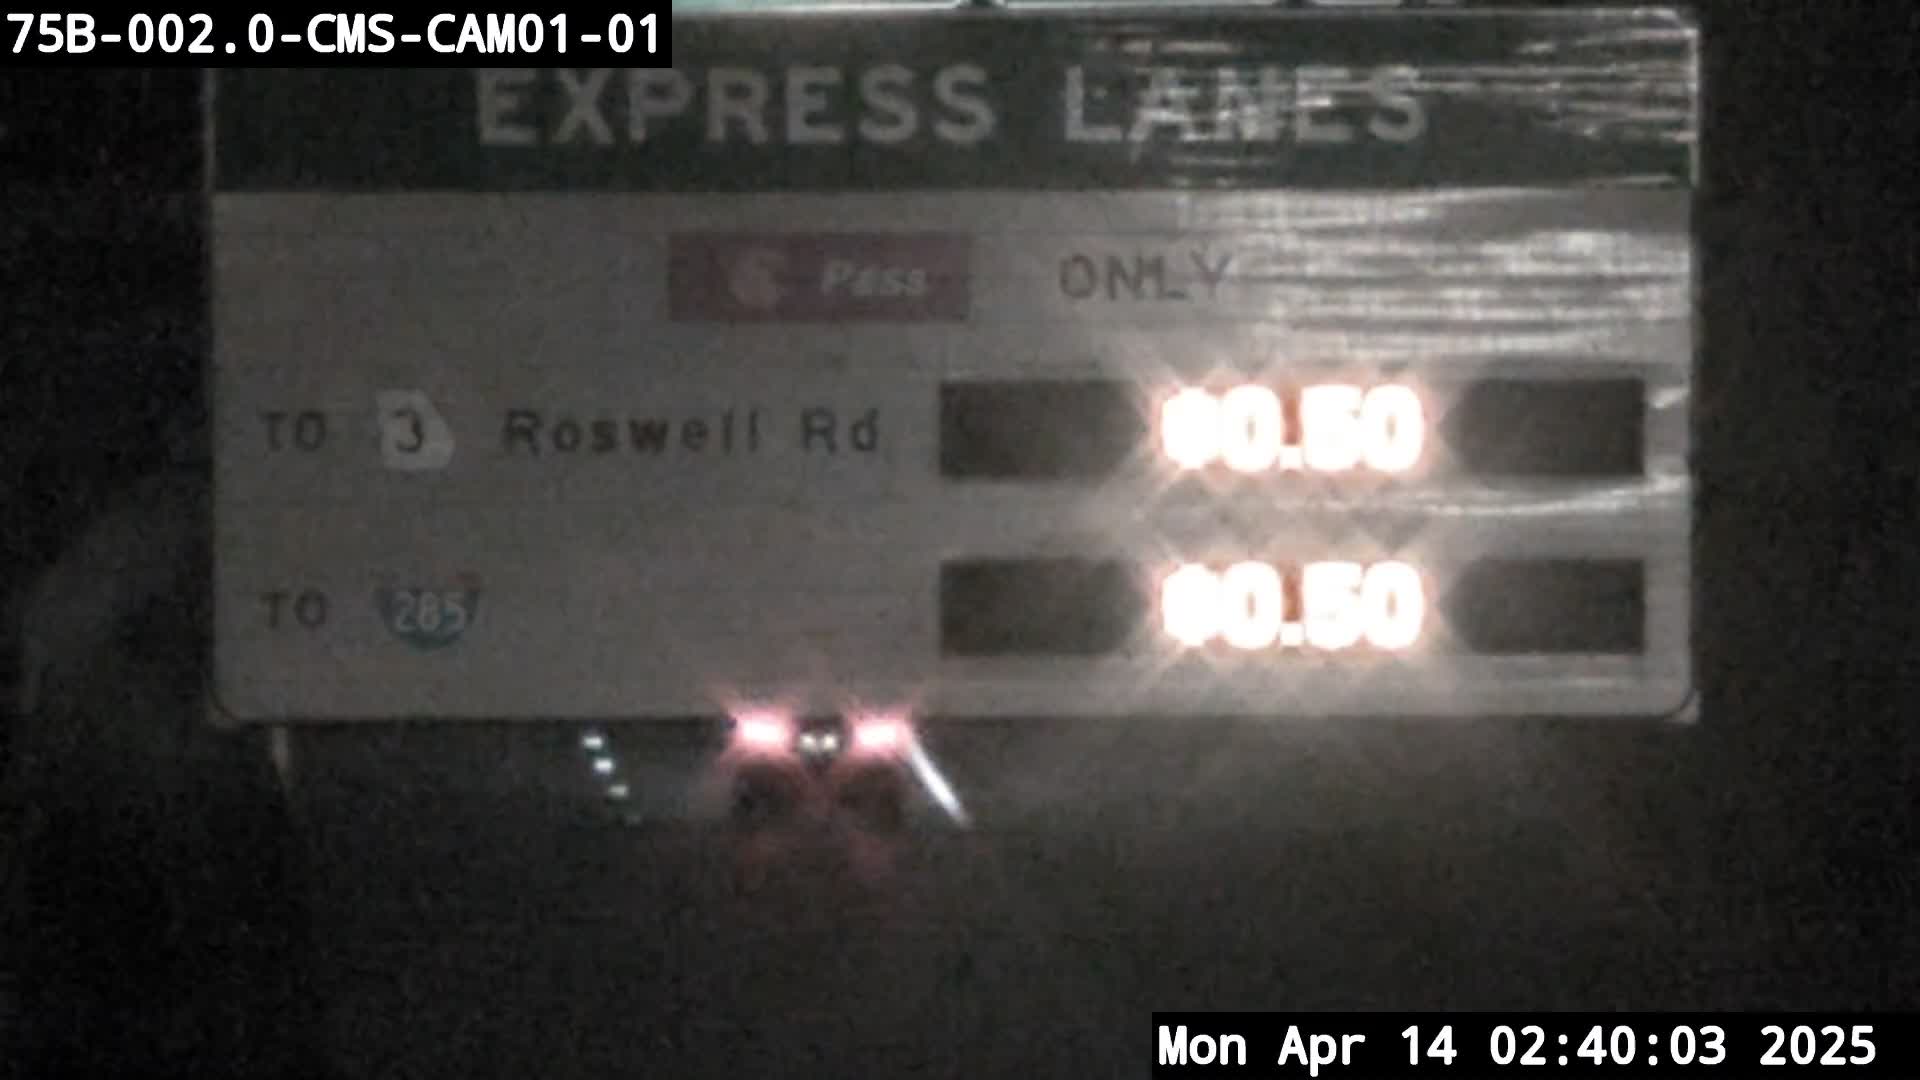 75B-002.0-CMS-CAM01-01
EXPRESS LANES
Pass ONLY
TO 3 Roswell Rd $0.50
TO 285 $0.50
Mon Apr 14 02:40:03 2025